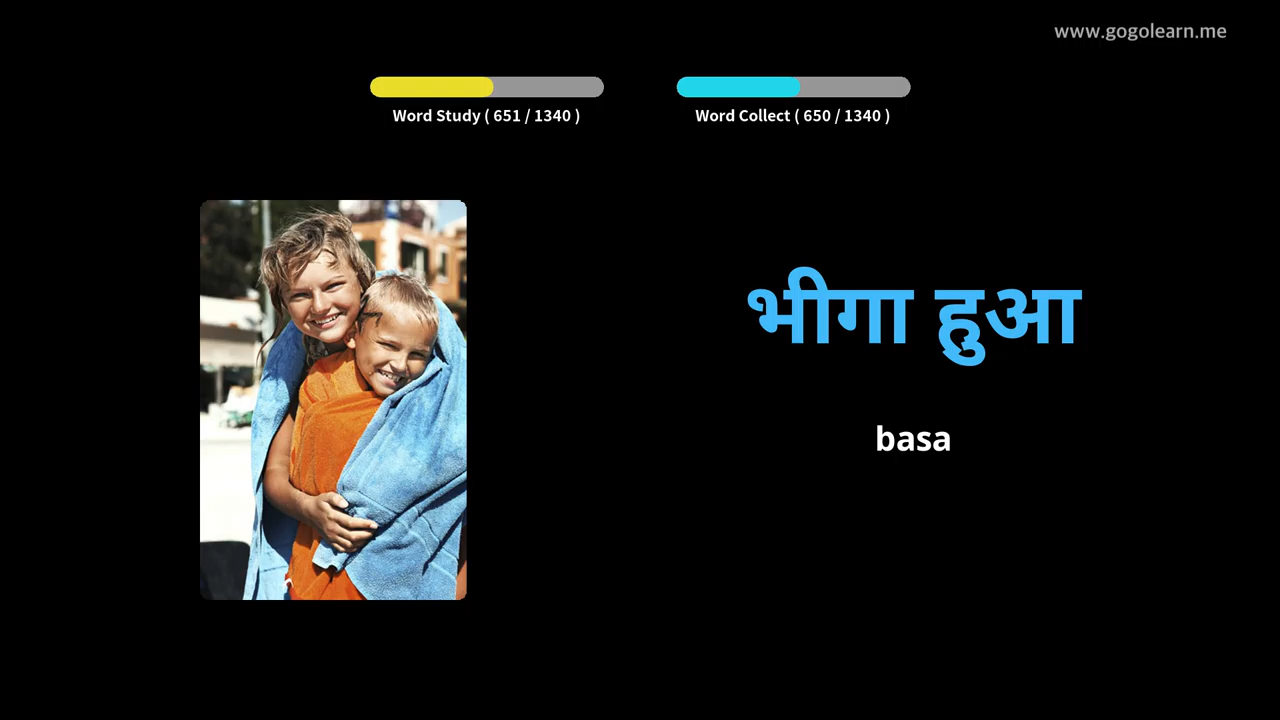 www.gogolearn.me
Word Study ( 651 / 1340 )
Word Collect ( 650 / 1340 )
भीगा हुआ
basa